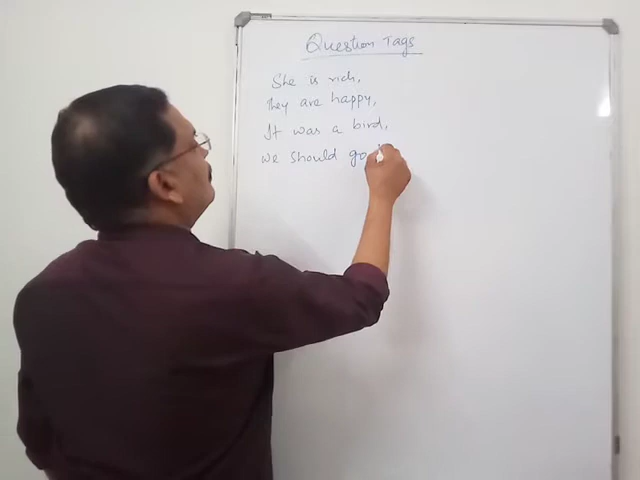 Question Tags
She is rich,
They are happy,
It was a bird,
we should go